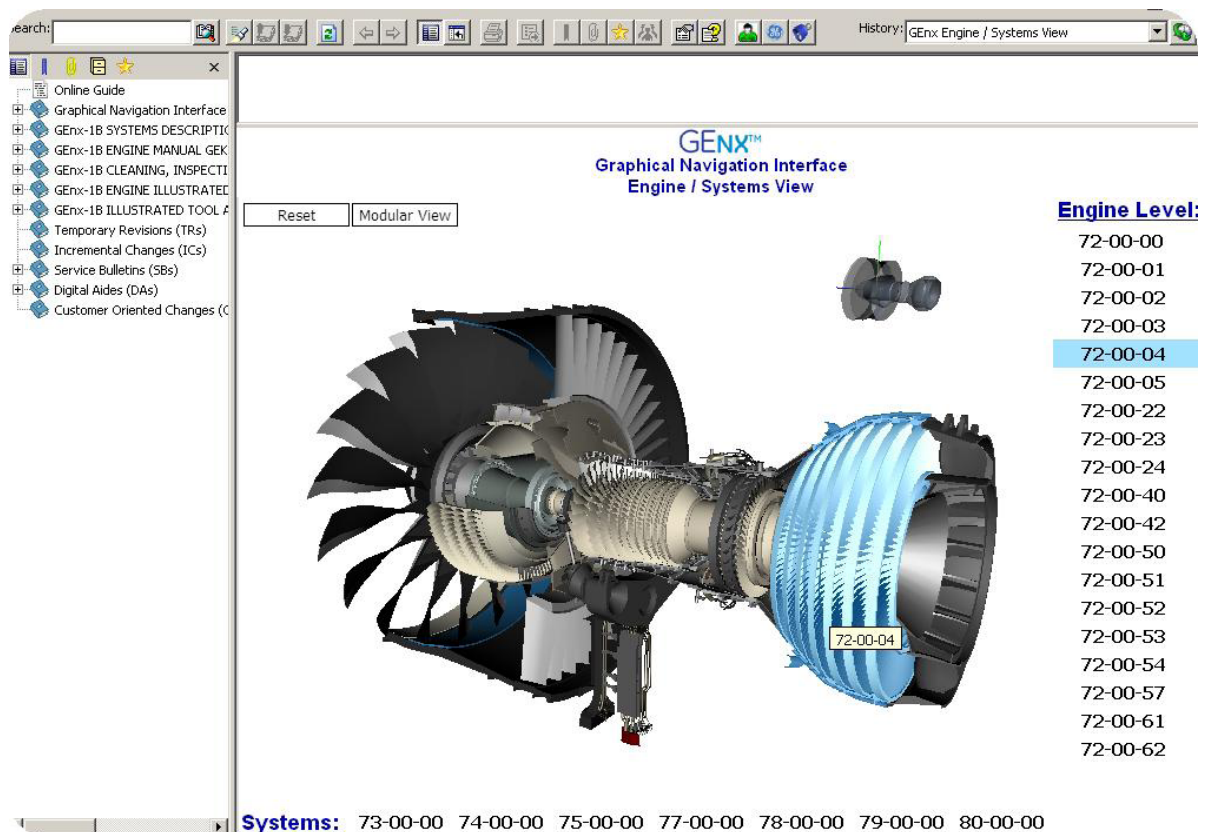 earch:
History: GEnx Engine / Systems View
Online Guide
Graphical Navigation Interface
GEnx-1B SYSTEMS DESCRIPTIO
GEnx-1B ENGINE MANUAL GEK
GEnx-1B CLEANING, INSPECTI
GEnx-1B ENGINE ILLUSTRATED
GEnx-1B ILLUSTRATED TOOL A
Temporary Revisions (TRs)
Incremental Changes (ICs)
Service Bulletins (SBs)
Digital Aides (DAs)
Customer Oriented Changes (C
GENX™
Graphical Navigation Interface
Engine / Systems View
Reset
Modular View
Engine Level:
72-00-00
72-00-01
72-00-02
72-00-03
72-00-04
72-00-05
72-00-22
72-00-23
72-00-24
72-00-40
72-00-42
72-00-50
72-00-51
72-00-52
72-00-53
72-00-54
72-00-57
72-00-61
72-00-62
72-00-04
Systems: 73-00-00 74-00-00 75-00-00 77-00-00 78-00-00 79-00-00 80-00-00